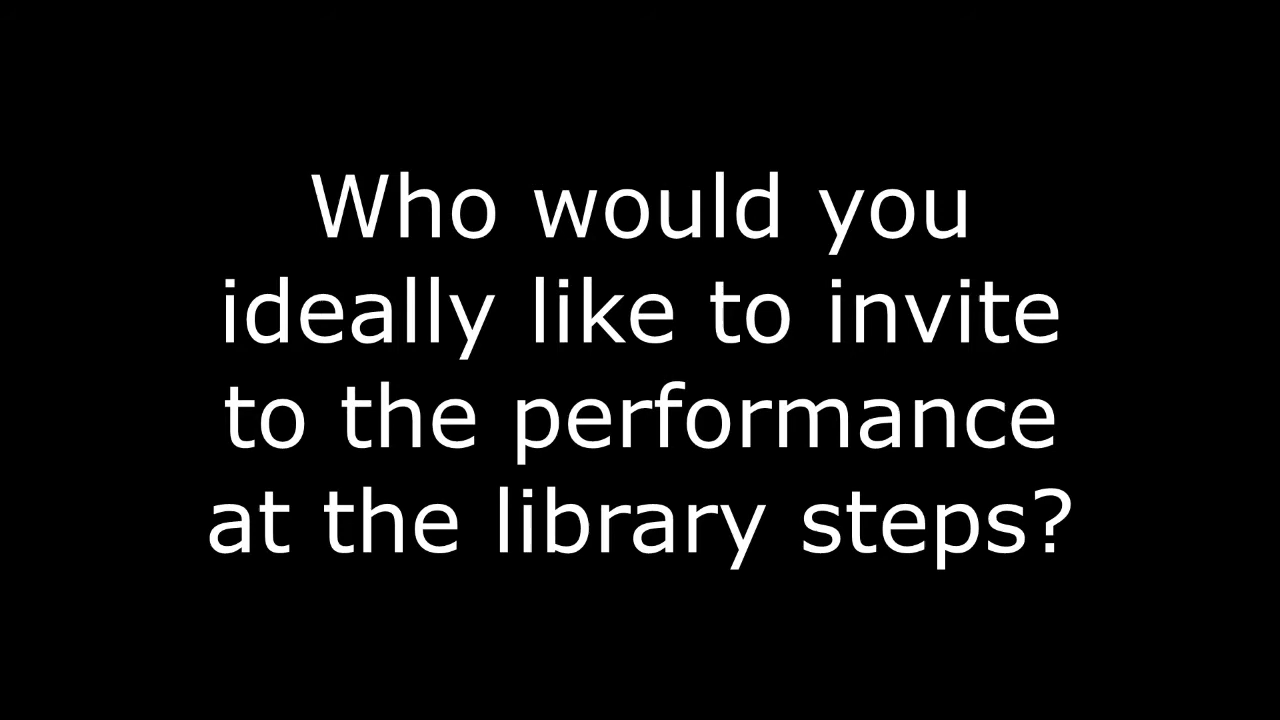 Who would you
ideally like to invite
to the performance
at the library steps?